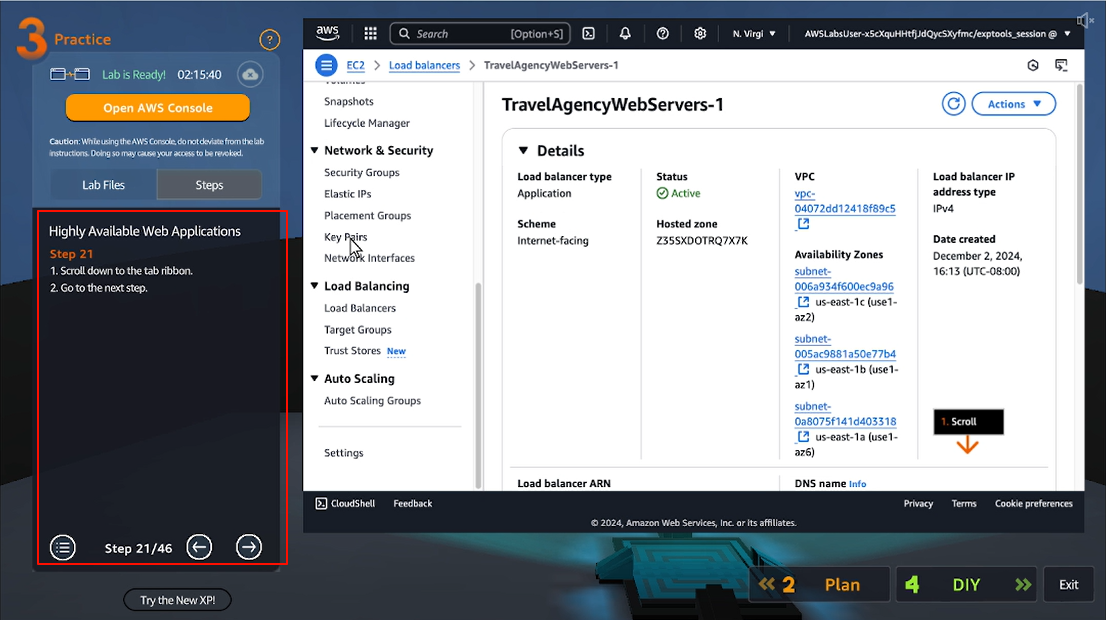 3 Practice
?
Lab is Ready! 02:15:40
Open AWS Console
Caution: While using the AWS Console, do not deviate from the lab
instructions. Doing so may cause your access to be revoked.
Lab Files
Steps
Highly Available Web Applications
Step 21
1. Scroll down to the tab ribbon.
2. Go to the next step.
Step 21/46
Try the New XP!
aws
Search [Option+S]
N. Virgi
AWSLabsUser-x5cXquHHtfjJdQycSXyfmc/exptools_session @
EC2 > Load balancers > TravelAgencyWebServers-1
Snapshots
Lifecycle Manager
Network & Security
Security Groups
Elastic IPs
Placement Groups
Key Pairs
Network Interfaces
Load Balancing
Load Balancers
Target Groups
Trust Stores New
Auto Scaling
Auto Scaling Groups
Settings
TravelAgencyWebServers-1
Actions
Details
Load balancer type
Application
Scheme
Internet-facing
Status
Active
Hosted zone
Z35SXDOTRQ7X7K
VPC
vpc-
04072dd12418f89c5
Availability Zones
subnet-
006a934f600ec9a96
us-east-1c (use1-
az2)
subnet-
005ac9881a50e77b4
us-east-1b (use1-
az1)
subnet-
0a8075f141d403318
us-east-1a (use1-
az6)
Load balancer IP
address type
IPv4
Date created
December 2, 2024,
16:13 (UTC-08:00)
1. Scroll
Load balancer ARN
DNS name Info
CloudShell Feedback
Privacy Terms Cookie preferences
© 2024, Amazon Web Services, Inc. or its affiliates.
2 Plan
4 DIY
Exit